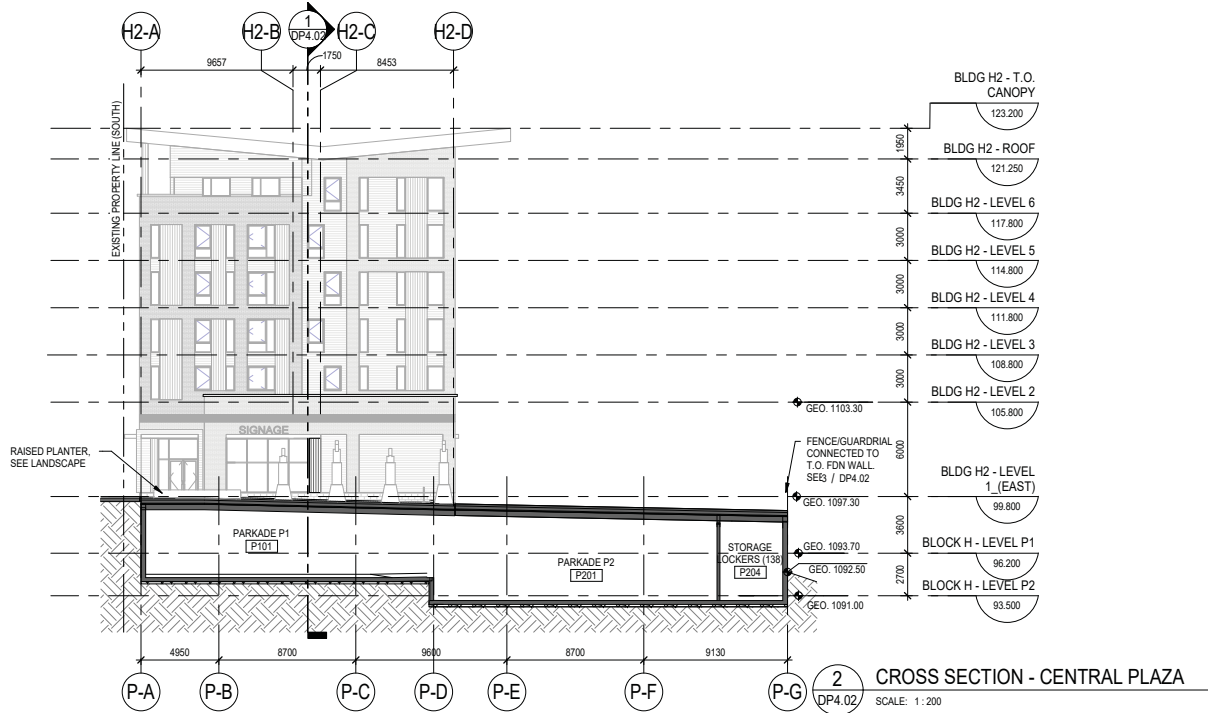 H2-A
H2-B
1
DP4.02
H2-C
H2-D
9657
1750
8453
EXISTING PROPERTY LINE (SOUTH)
BLDG H2 - T.O.
CANOPY
123.200
1950
BLDG H2 - ROOF
121.250
3450
BLDG H2 - LEVEL 6
117.800
3000
BLDG H2 - LEVEL 5
114.800
3000
BLDG H2 - LEVEL 4
111.800
3000
BLDG H2 - LEVEL 3
108.800
3000
BLDG H2 - LEVEL 2
105.800
GEO. 1103.30
SIGNAGE
RAISED PLANTER,
SEE LANDSCAPE
FENCE/GUARDRIAL
CONNECTED TO
T.O. FDN WALL.
SEE 3 / DP4.02
6000
BLDG H2 - LEVEL
1_(EAST)
99.800
GEO. 1097.30
3600
PARKADE P1
P101
PARKADE P2
P201
STORAGE
LOCKERS (138)
P204
GEO. 1093.70
BLOCK H - LEVEL P1
96.200
GEO. 1092.50
2700
BLOCK H - LEVEL P2
93.500
GEO. 1091.00
4950
8700
9600
8700
9130
P-A
P-B
P-C
P-D
P-E
P-F
P-G
2
DP4.02
CROSS SECTION - CENTRAL PLAZA
SCALE: 1 : 200